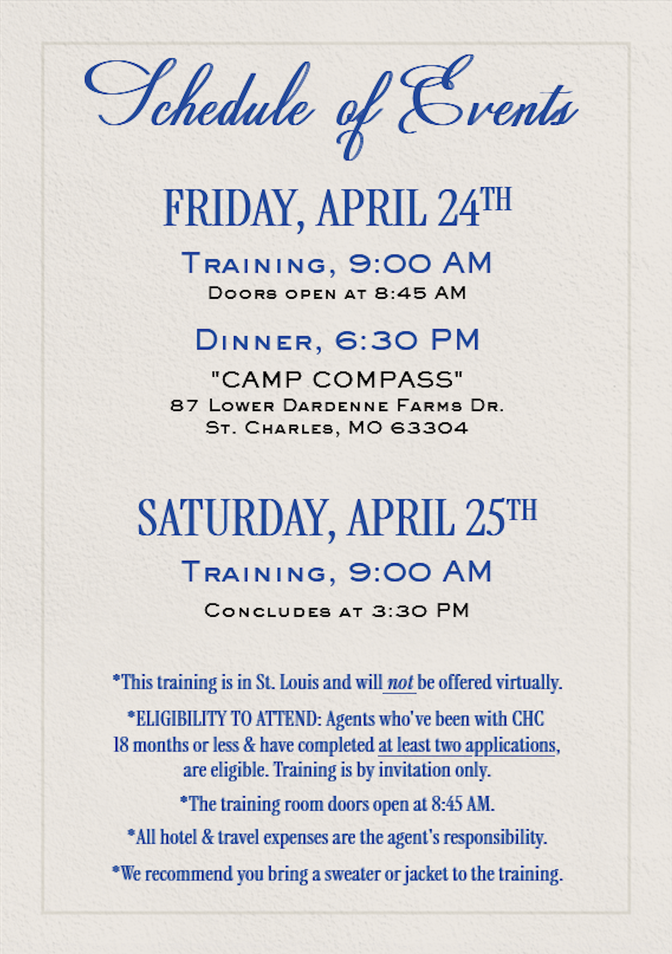 Schedule of Events
FRIDAY, APRIL 24TH
TRAINING, 9:00 AM
DOORS OPEN AT 8:45 AM
DINNER, 6:30 PM
"CAMP COMPASS"
87 LOWER DARDENNE FARMS DR.
ST. CHARLES, MO 63304
SATURDAY, APRIL 25TH
TRAINING, 9:00 AM
CONCLUDES AT 3:30 PM
*This training is in St. Louis and will not be offered virtually.
*ELIGIBILITY TO ATTEND: Agents who've been with CHC
18 months or less & have completed at least two applications,
are eligible. Training is by invitation only.
*The training room doors open at 8:45 AM.
*All hotel & travel expenses are the agent's responsibility.
*We recommend you bring a sweater or jacket to the training.